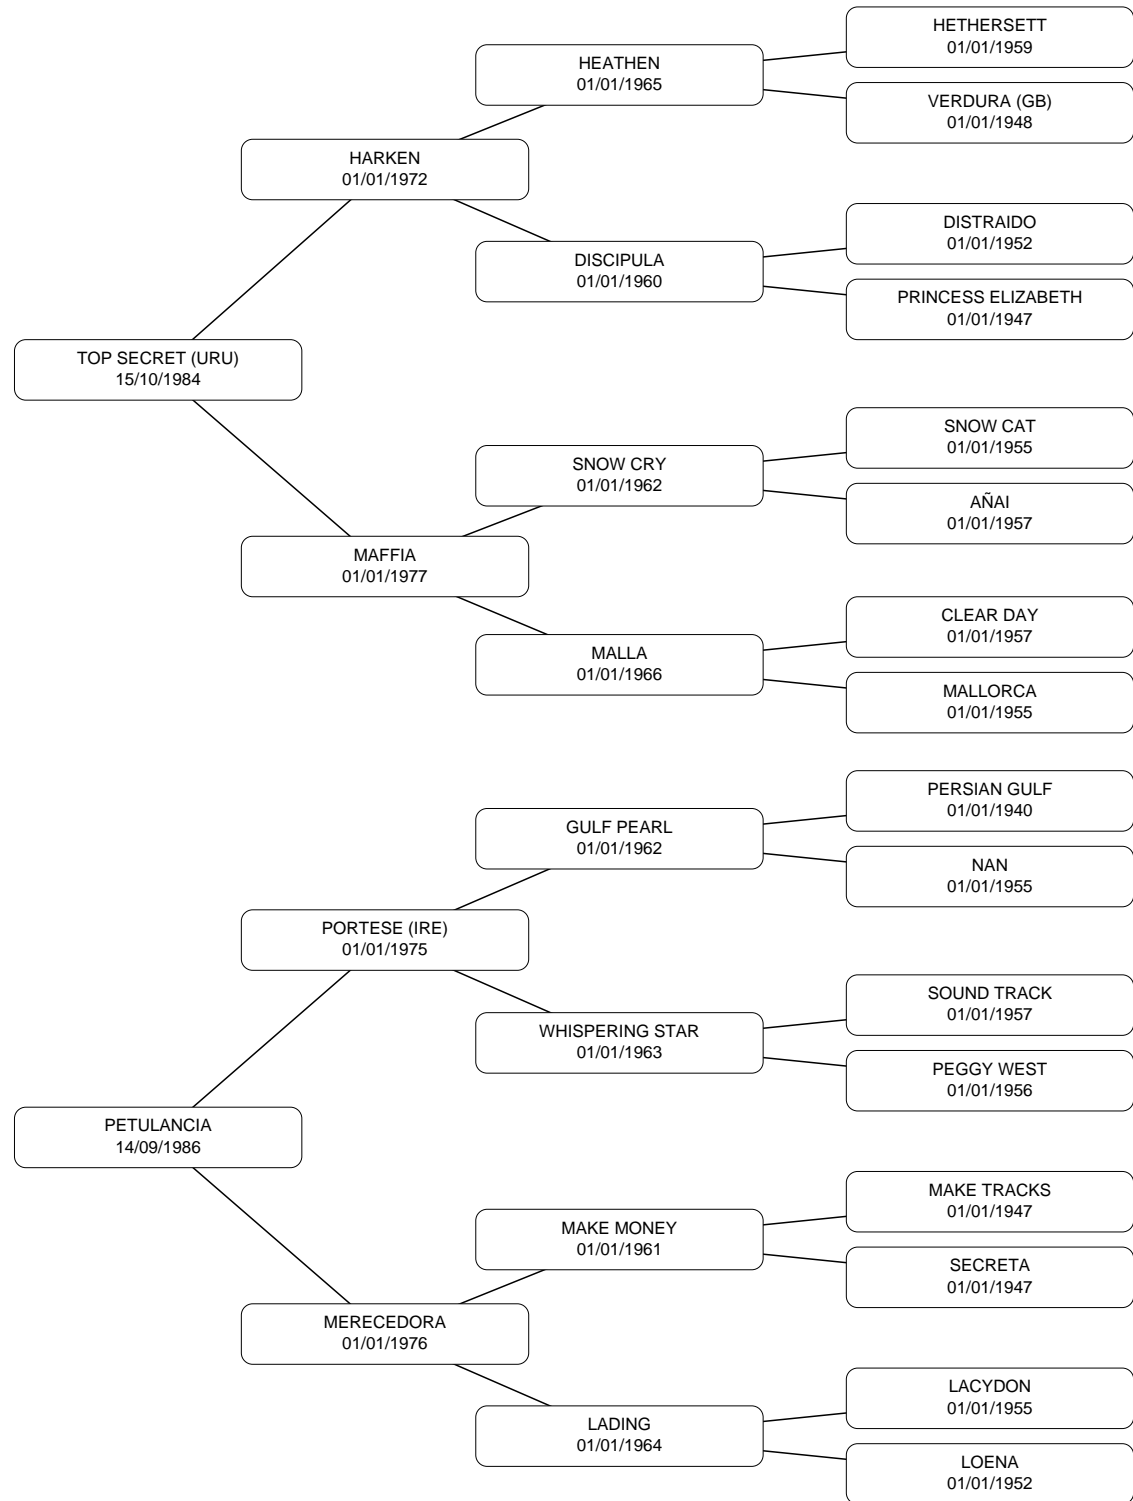 HETHERSETT
01/01/1959
HEATHEN
01/01/1965
VERDURA (GB)
01/01/1948
HARKEN
01/01/1972
DISTRAIDO
01/01/1952
DISCIPULA
01/01/1960
PRINCESS ELIZABETH
01/01/1947
TOP SECRET (URU)
15/10/1984
SNOW CAT
01/01/1955
SNOW CRY
01/01/1962
AÑAI
01/01/1957
MAFFIA
01/01/1977
CLEAR DAY
01/01/1957
MALLA
01/01/1966
MALLORCA
01/01/1955
PERSIAN GULF
01/01/1940
GULF PEARL
01/01/1962
NAN
01/01/1955
PORTESE (IRE)
01/01/1975
SOUND TRACK
01/01/1957
WHISPERING STAR
01/01/1963
PEGGY WEST
01/01/1956
PETULANCIA
14/09/1986
MAKE TRACKS
01/01/1947
MAKE MONEY
01/01/1961
SECRETA
01/01/1947
MERECEDORA
01/01/1976
LACYDON
01/01/1955
LADING
01/01/1964
LOENA
01/01/1952